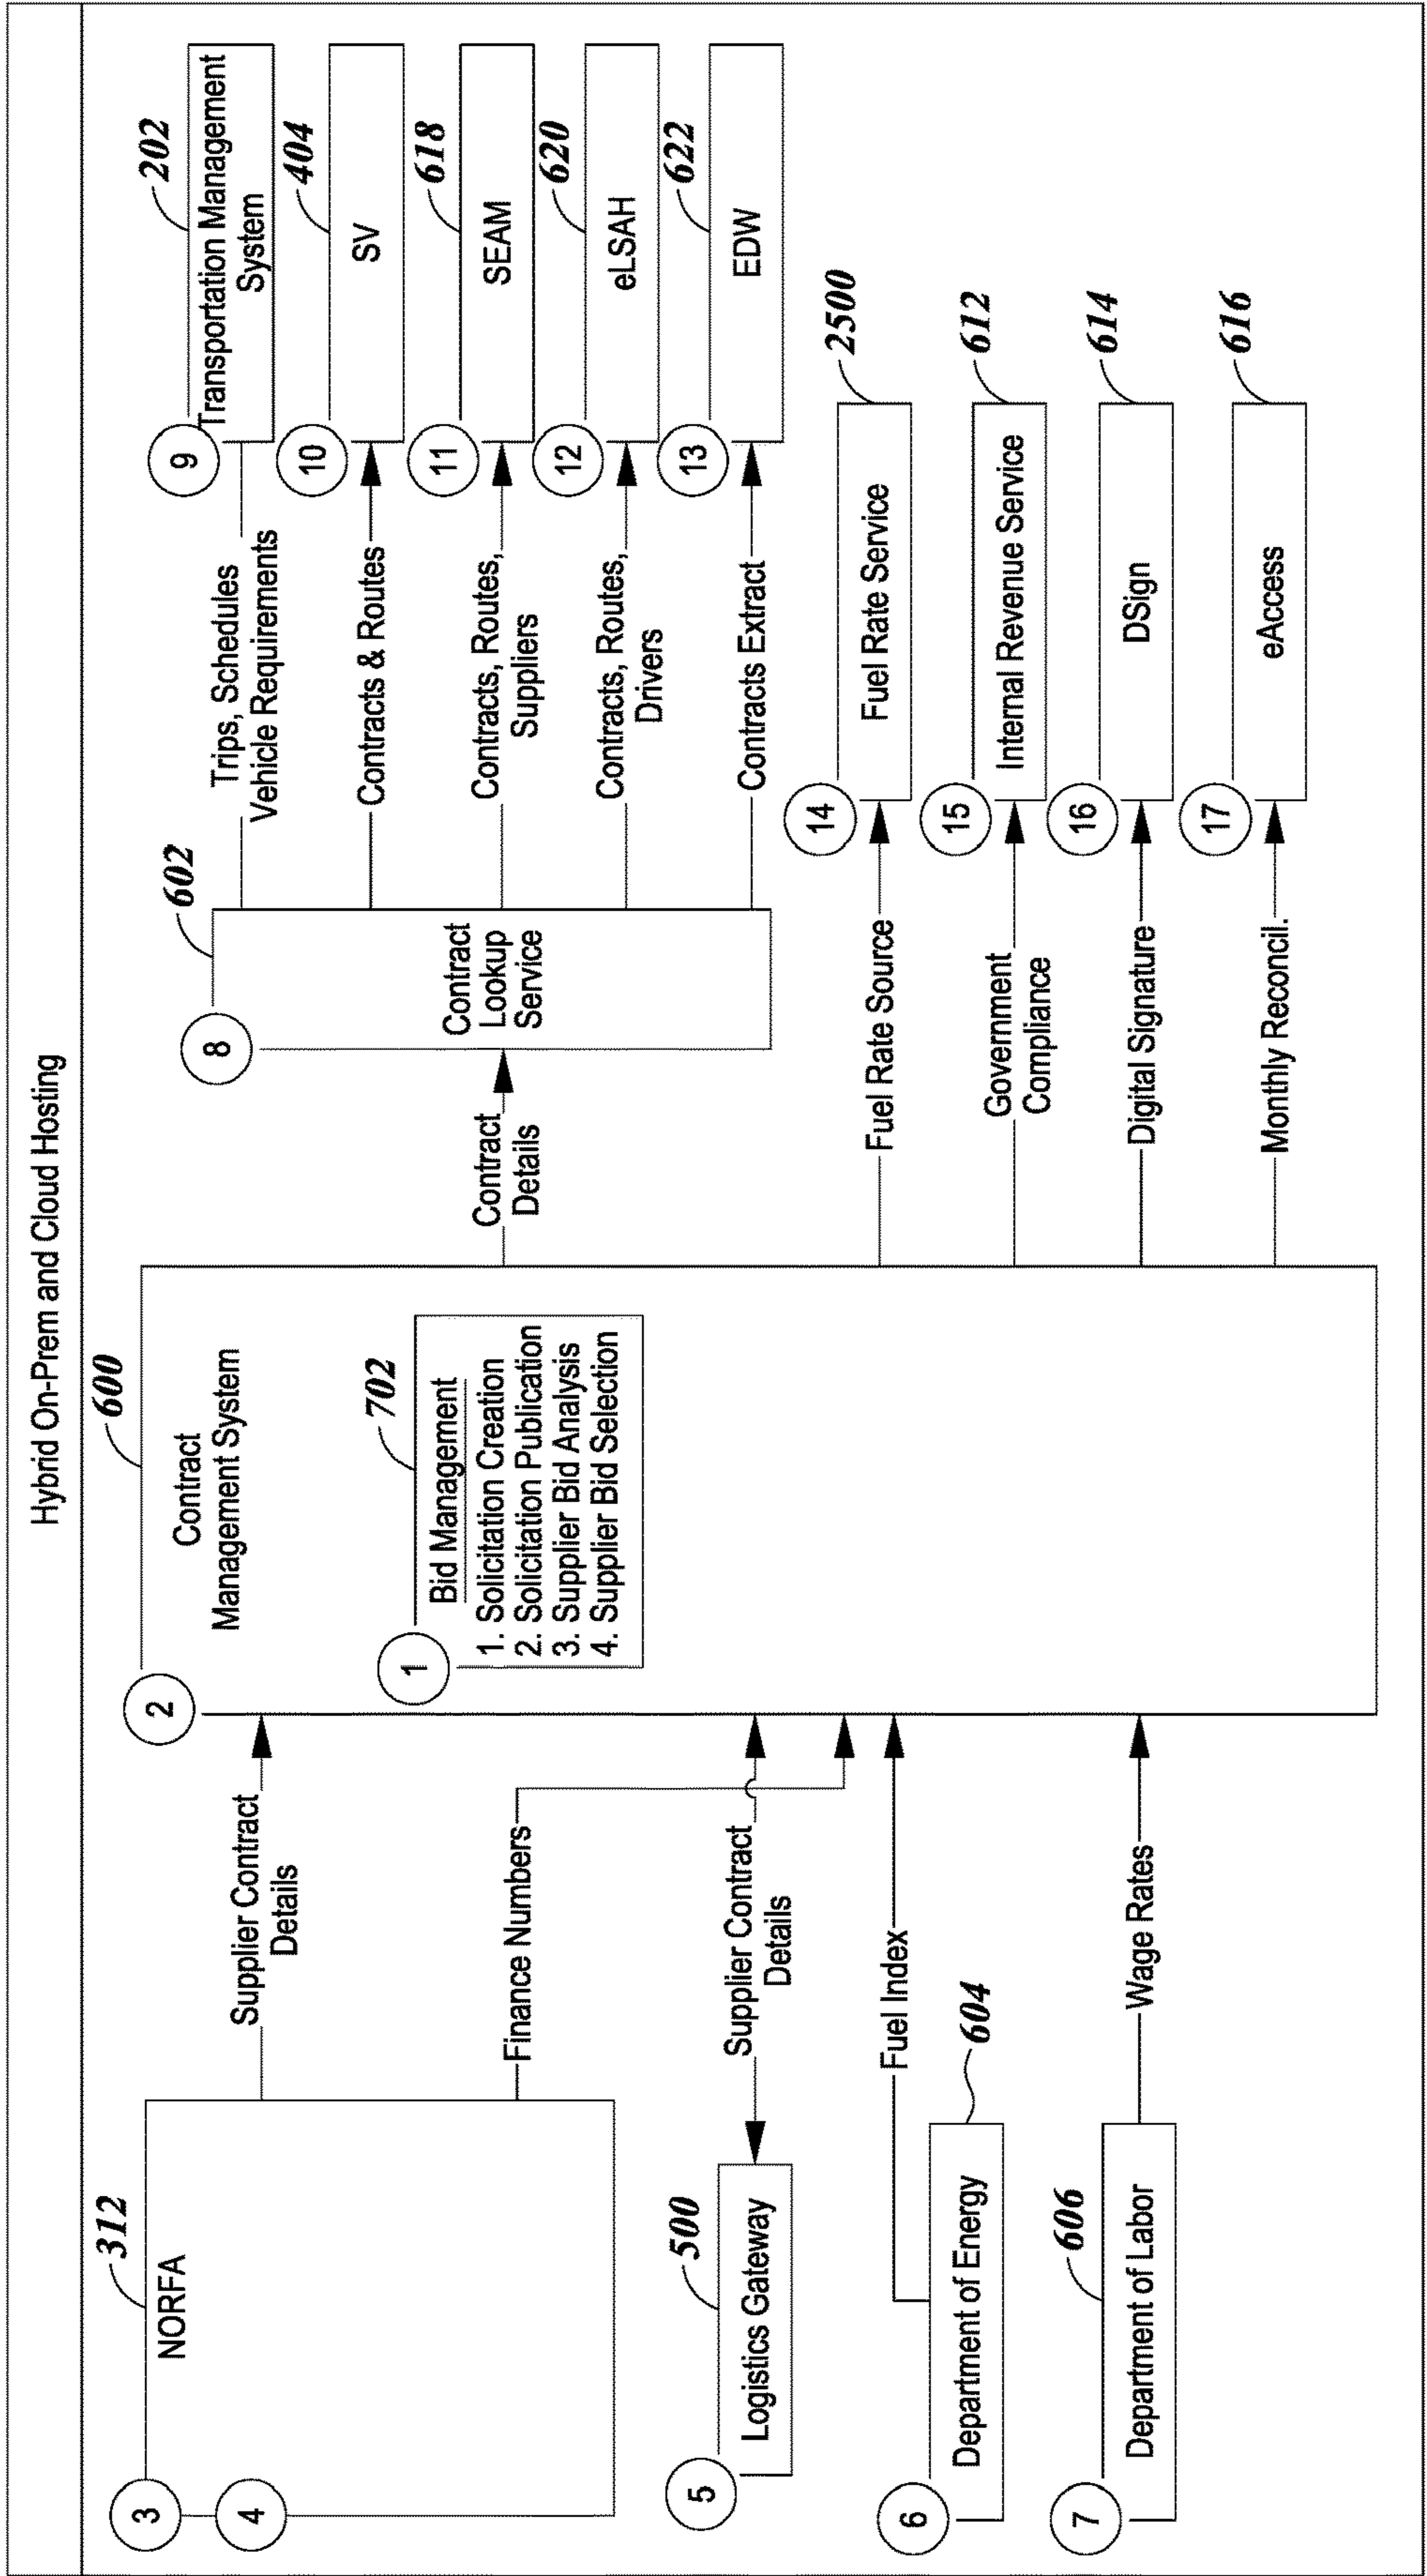 Hybrid On-Prem and Cloud Hosting
3
4
312
NORFA
Supplier Contract
Details
Finance Numbers
5
500
Logistics Gateway
Supplier Contract
Details
6
604
Department of Energy
Fuel Index
7
606
Department of Labor
Wage Rates
2
600
Contract
Management System
1
702
Bid Management
1. Solicitation Creation
2. Solicitation Publication
3. Supplier Bid Analysis
4. Supplier Bid Selection
Contract
Details
8
602
Contract
Lookup
Service
Trips, Schedules
Vehicle Requirements
9
202
Transportation Management
System
Contracts & Routes
10
404
SV
Contracts, Routes,
Suppliers
11
618
SEAM
Contracts, Routes,
Drivers
12
620
eLSAH
Contracts Extract
13
622
EDW
Fuel Rate Source
14
2500
Fuel Rate Service
Government
Compliance
15
612
Internal Revenue Service
Digital Signature
16
614
DSign
Monthly Reconcil.
17
616
eAccess